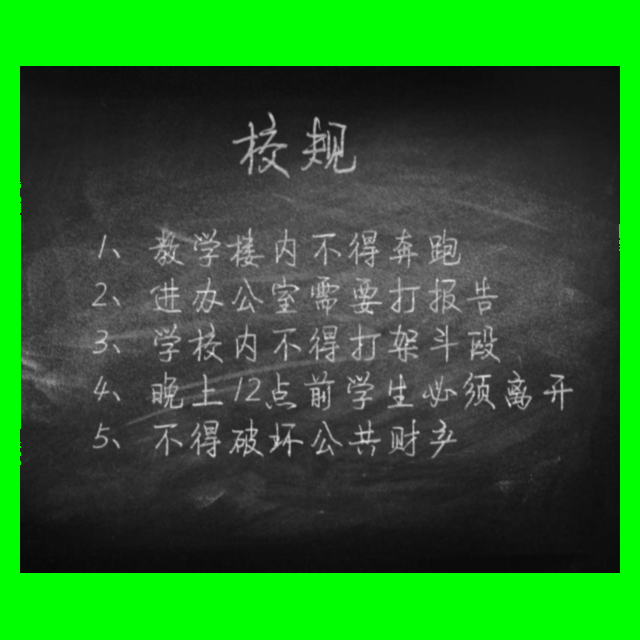 校规
1、教学楼内不得奔跑
2、进办公室需要打报告
3、学校内不得打架斗殴
4、晚上12点前学生必须离开
5、不得破坏公共财产